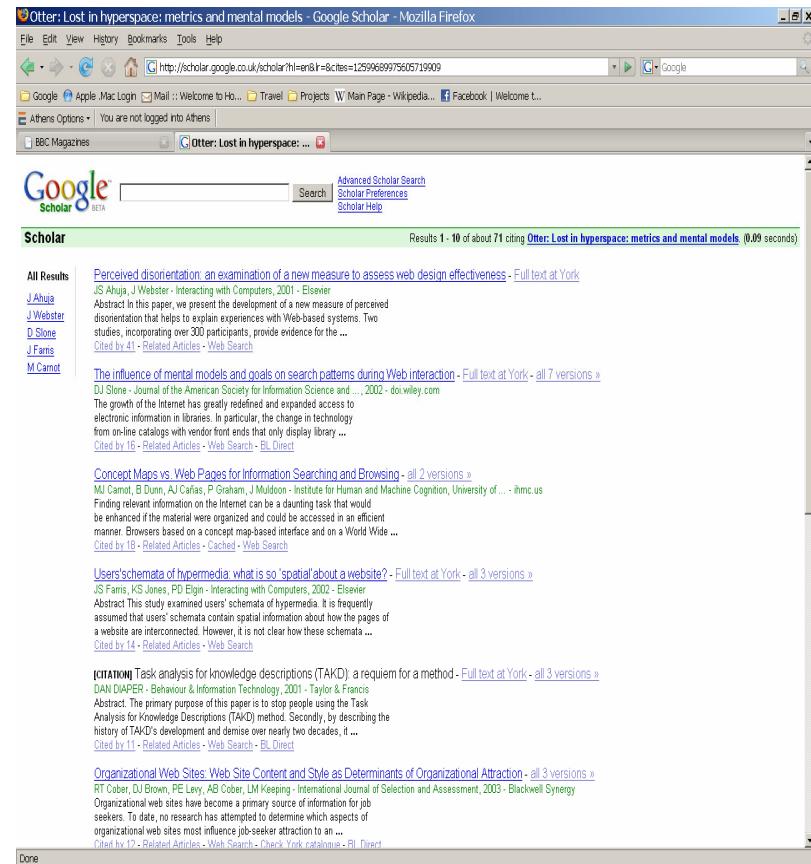 Otter: Lost in hyperspace: metrics and mental models - Google Scholar - Mozilla Firefox
File Edit View History Bookmarks Tools Help
http://scholar.google.co.uk/scholar?hl=en&lr=&cites=12599689975605719909 Google
Google Apple .Mac Login Mail :: Welcome to Ho... Travel Projects W Main Page - Wikipedia... Facebook | Welcome t...
Athens Options You are not logged into Athens
BBC Magazines Otter: Lost in hyperspace: ...
Google Scholar BETA Search
Advanced Scholar Search
Scholar Preferences
Scholar Help
Scholar Results 1 - 10 of about 71 citing Otter: Lost in hyperspace: metrics and mental models. (0.09 seconds)
All Results
J Ahuja
J Webster
D Slone
J Farris
M Carnot
Perceived disorientation: an examination of a new measure to assess web design effectiveness - Full text at York
JS Ahuja, J Webster - Interacting with Computers, 2001 - Elsevier
Abstract In this paper, we present the development of a new measure of perceived
disorientation that helps to explain experiences with Web-based systems. Two
studies, incorporating over 300 participants, provide evidence for the ...
Cited by 41 - Related Articles - Web Search
The influence of mental models and goals on search patterns during Web interaction - Full text at York - all 7 versions »
DJ Slone - Journal of the American Society for Information Science and ..., 2002 - doi.wiley.com
The growth of the Internet has greatly redefined and expanded access to
electronic information in libraries. In particular, the change in technology
from on-line catalogs with vendor front ends that only display library ...
Cited by 16 - Related Articles - Web Search - BL Direct
Concept Maps vs. Web Pages for Information Searching and Browsing - all 2 versions »
MJ Carnot, B Dunn, AJ Cañas, P Graham, J Muldoon - Institute for Human and Machine Cognition, University of ... - ihmc.us
Finding relevant information on the Internet can be a daunting task that would
be enhanced if the material were organized and could be accessed in an efficient
manner. Browsers based on a concept map-based interface and on a World Wide ...
Cited by 18 - Related Articles - Cached - Web Search
Users'schemata of hypermedia: what is so 'spatial'about a website? - Full text at York - all 3 versions »
JS Farris, KS Jones, PD Elgin - Interacting with Computers, 2002 - Elsevier
Abstract This study examined users' schemata of hypermedia. It is frequently
assumed that users' schemata contain spatial information about how the pages of
a website are interconnected. However, it is not clear how these schemata ...
Cited by 14 - Related Articles - Web Search
[CITATION] Task analysis for knowledge descriptions (TAKD): a requiem for a method - Full text at York - all 3 versions »
DAN DIAPER - Behaviour & Information Technology, 2001 - Taylor & Francis
Abstract. The primary purpose of this paper is to stop people using the Task
Analysis for Knowledge Descriptions (TAKD) method. Secondly, by describing the
history of TAKD's development and demise over nearly two decades, it ...
Cited by 11 - Related Articles - Web Search - BL Direct
Organizational Web Sites: Web Site Content and Style as Determinants of Organizational Attraction - all 3 versions »
RT Cober, DJ Brown, PE Levy, AB Cober, LM Keeping - International Journal of Selection and Assessment, 2003 - Blackwell Synergy
Organizational web sites have become a primary source of information for job
seekers. To date, no research has attempted to determine which aspects of
organizational web sites most influence job-seeker attraction to an ...
Cited by 12 - Related Articles - Web Search - Check York catalogue - BL Direct
Done